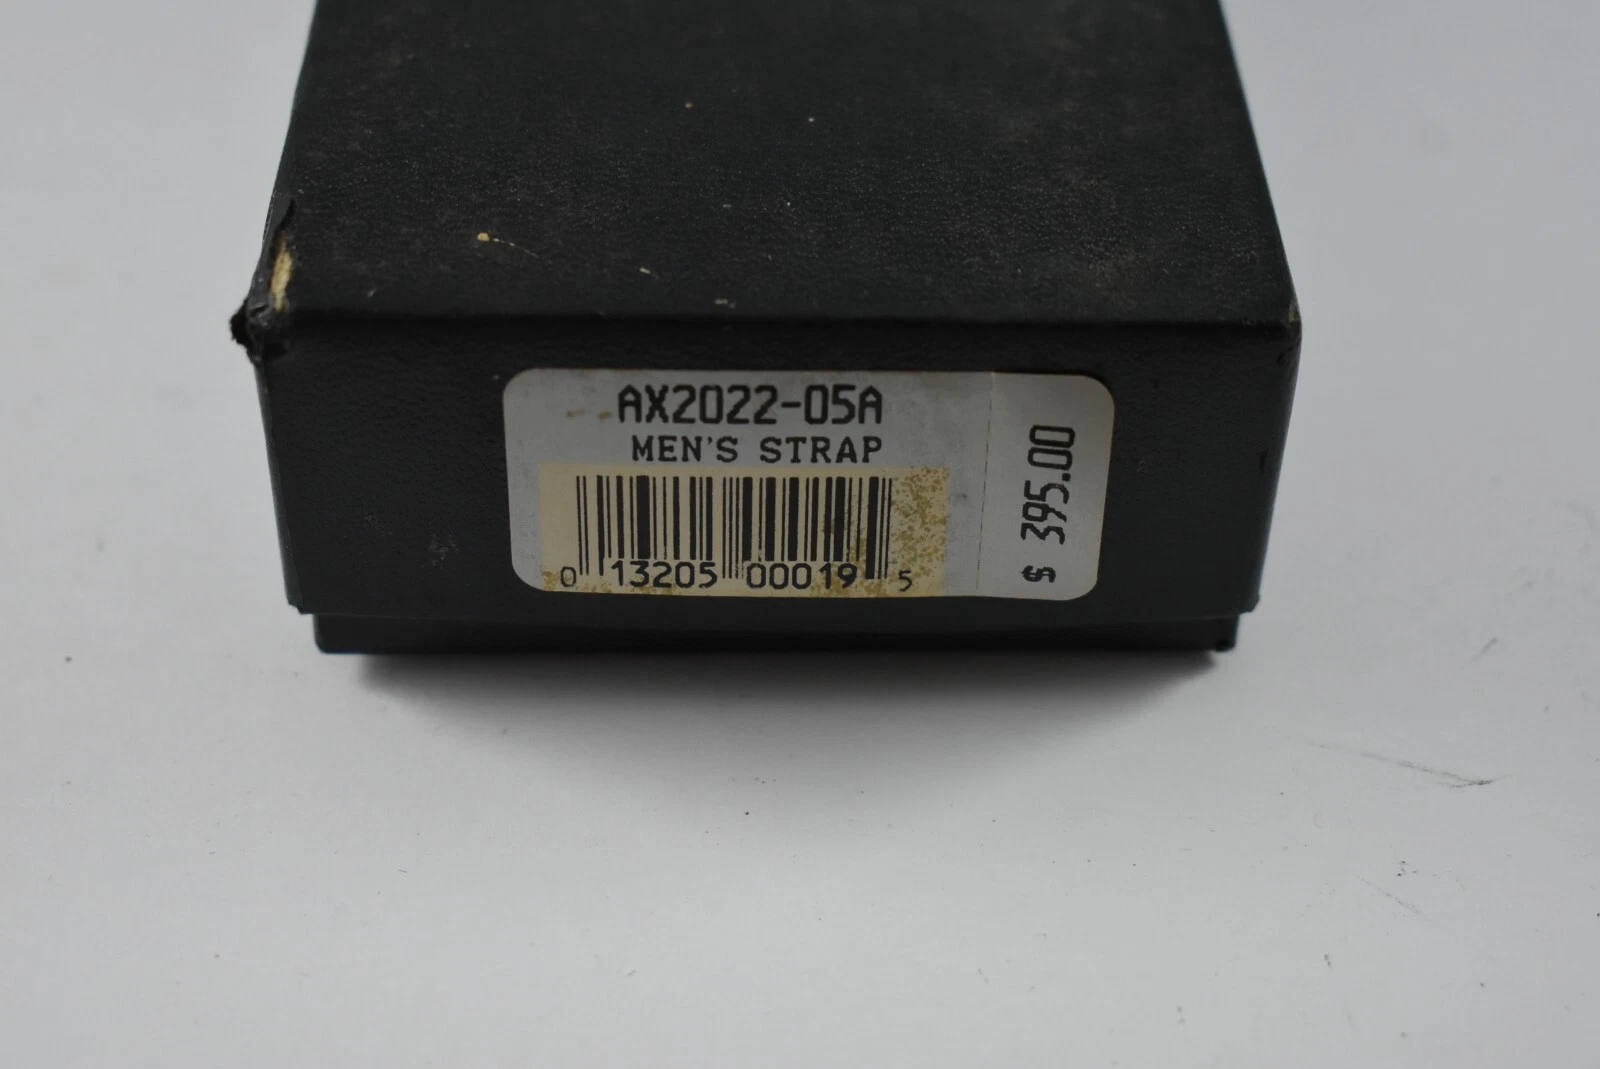 AX2022-05A
MEN'S STRAP
0 13205 00019 5
$ 395.00